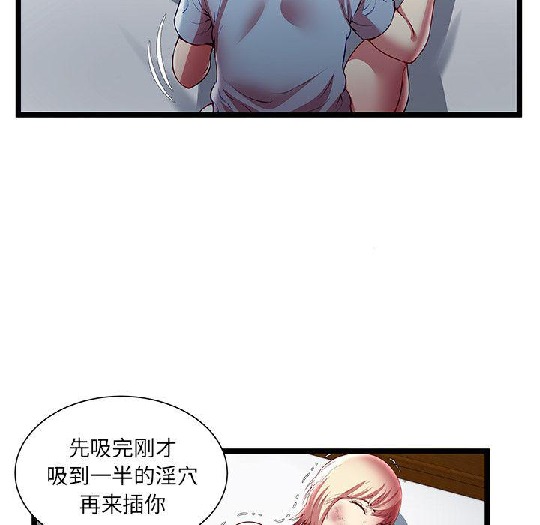 先吸完刚才
吸到一半的淫穴
再来插你